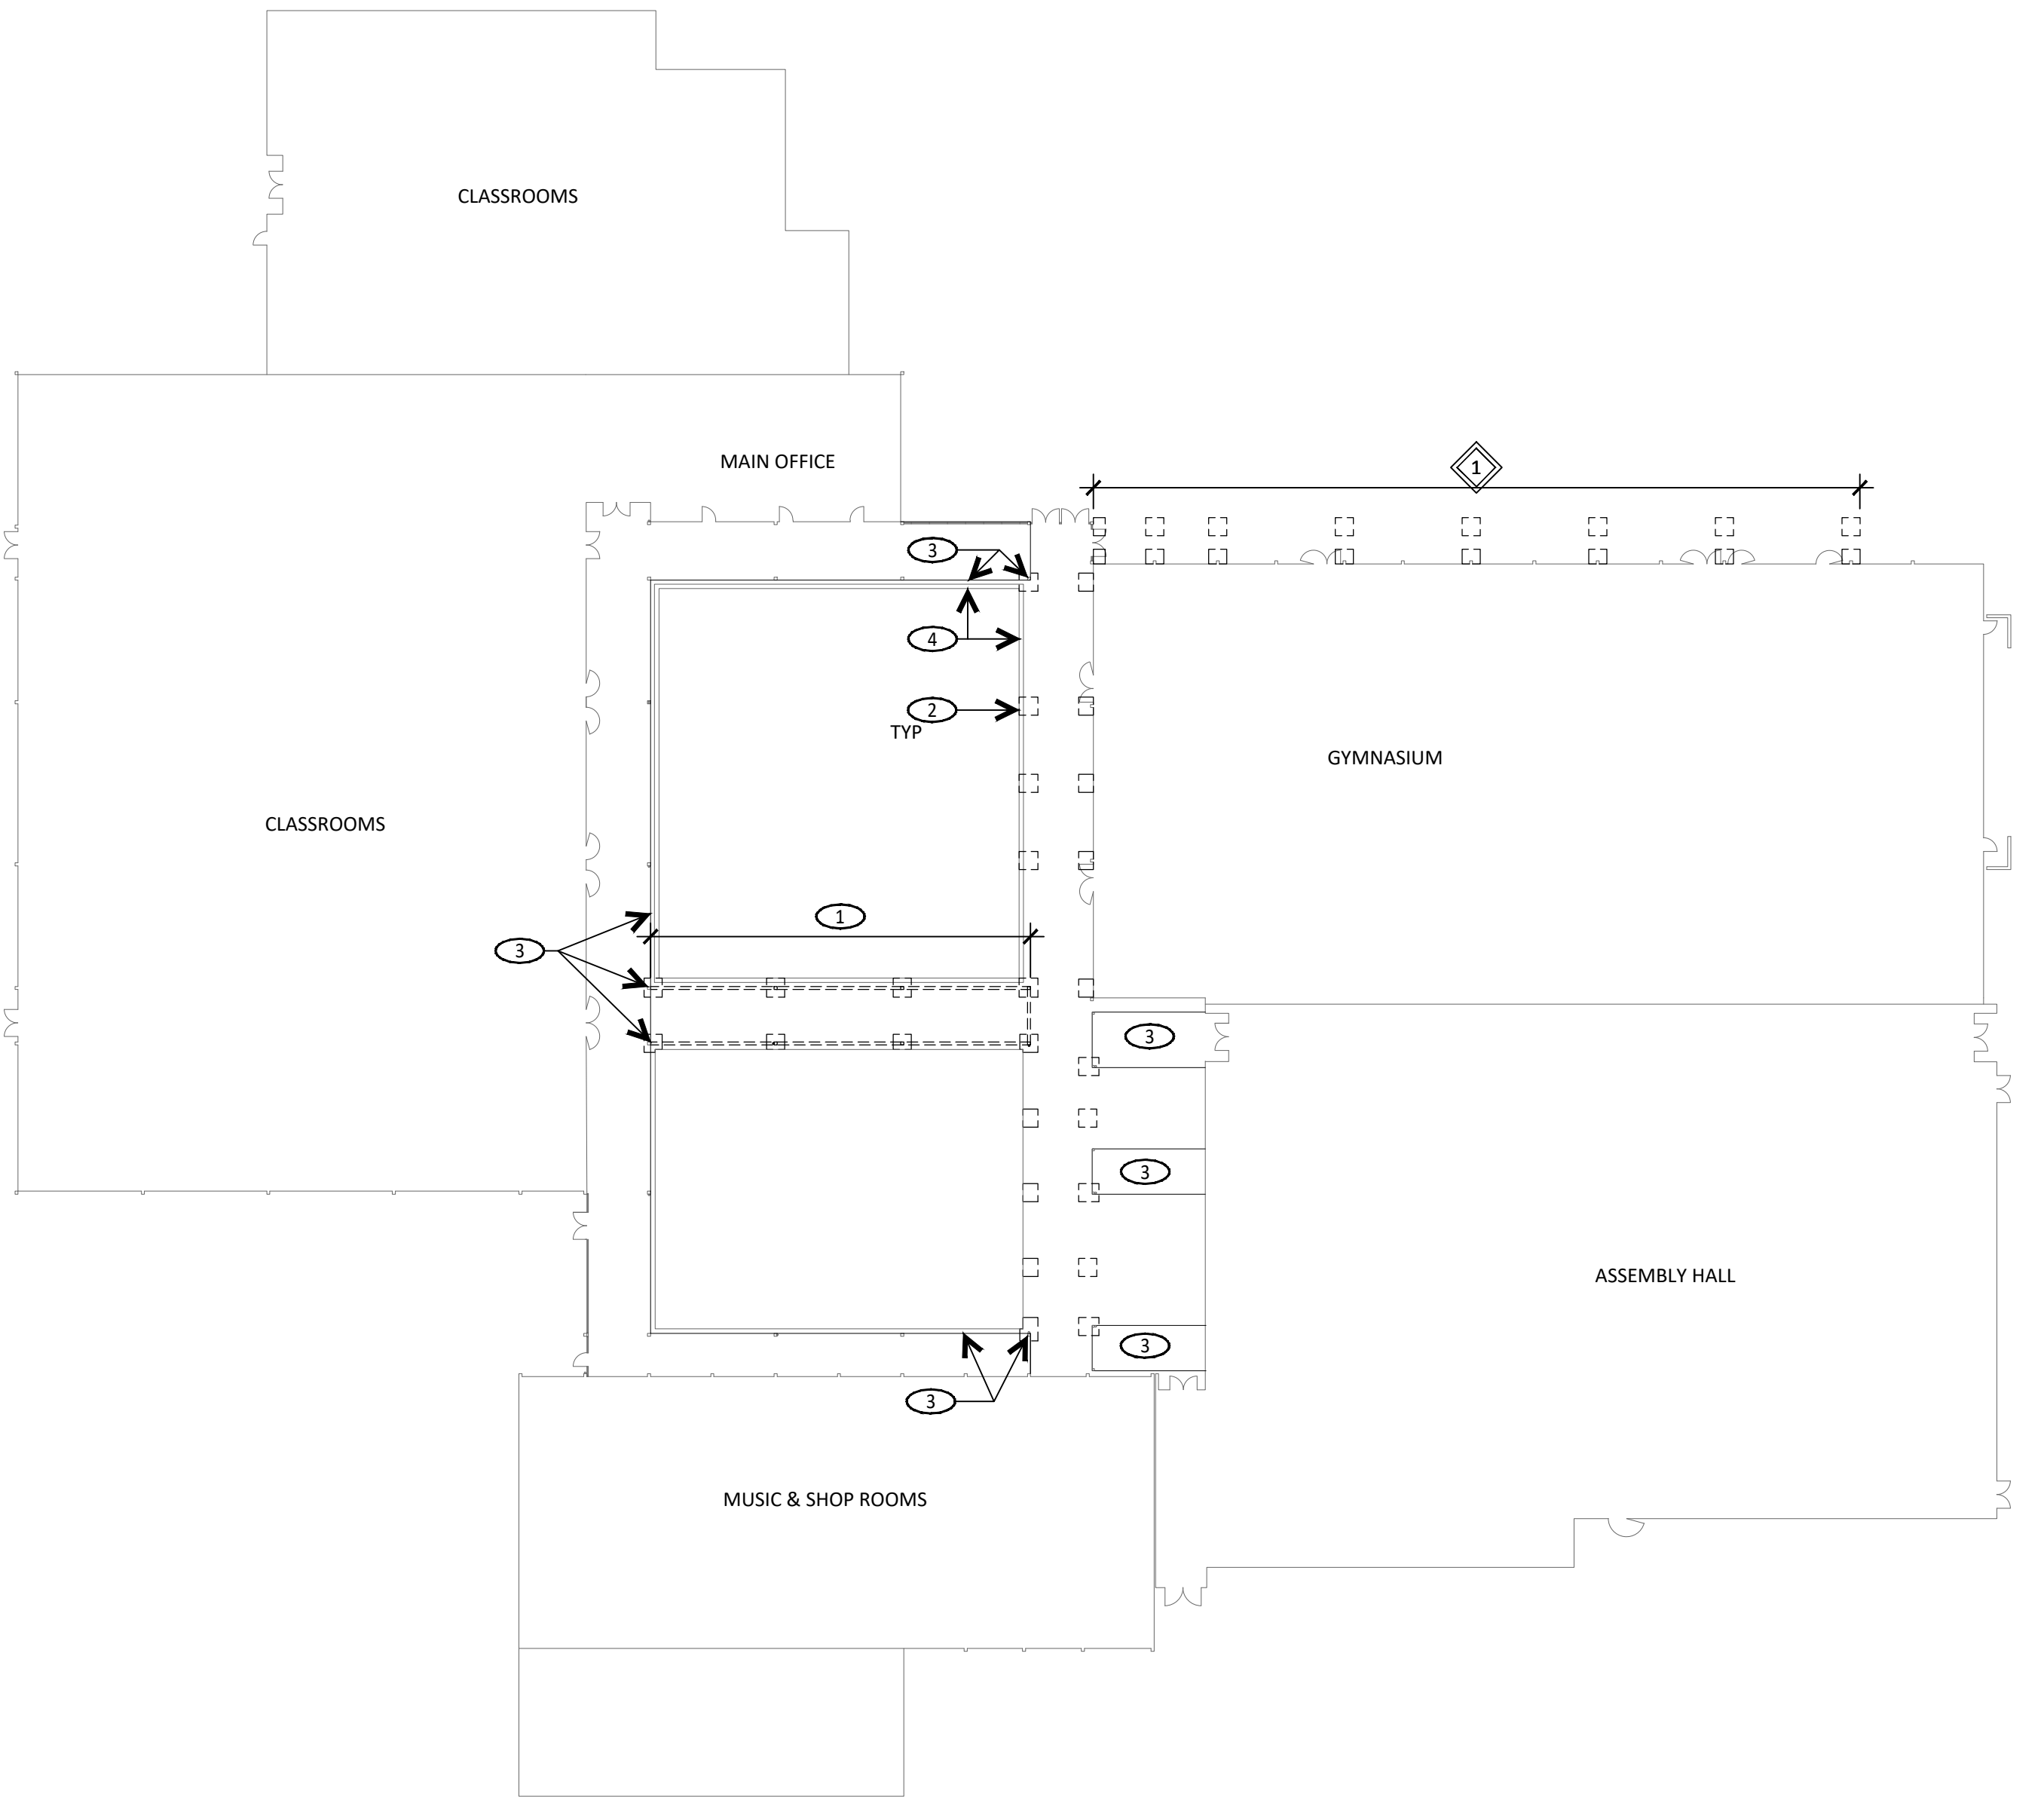 CLASSROOMS
MAIN OFFICE
1
3
4
2
TYP
GYMNASIUM
CLASSROOMS
1
3
3
3
ASSEMBLY HALL
3
3
MUSIC & SHOP ROOMS